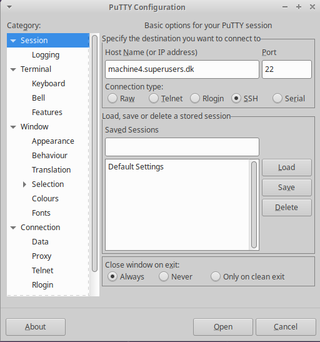 PuTTY Configuration
Category:
Session
Logging
Terminal
Keyboard
Bell
Features
Window
Appearance
Behaviour
Translation
Selection
Colours
Fonts
Connection
Data
Proxy
Telnet
Rlogin
Basic options for your PuTTY session
Specify the destination you want to connect to
Host Name (or IP address) Port
machine4.superusers.dk 22
Connection type:
Raw Telnet Rlogin SSH Serial
Load, save or delete a stored session
Saved Sessions
Default Settings
Load
Save
Delete
Close window on exit:
Always Never Only on clean exit
About Open Cancel